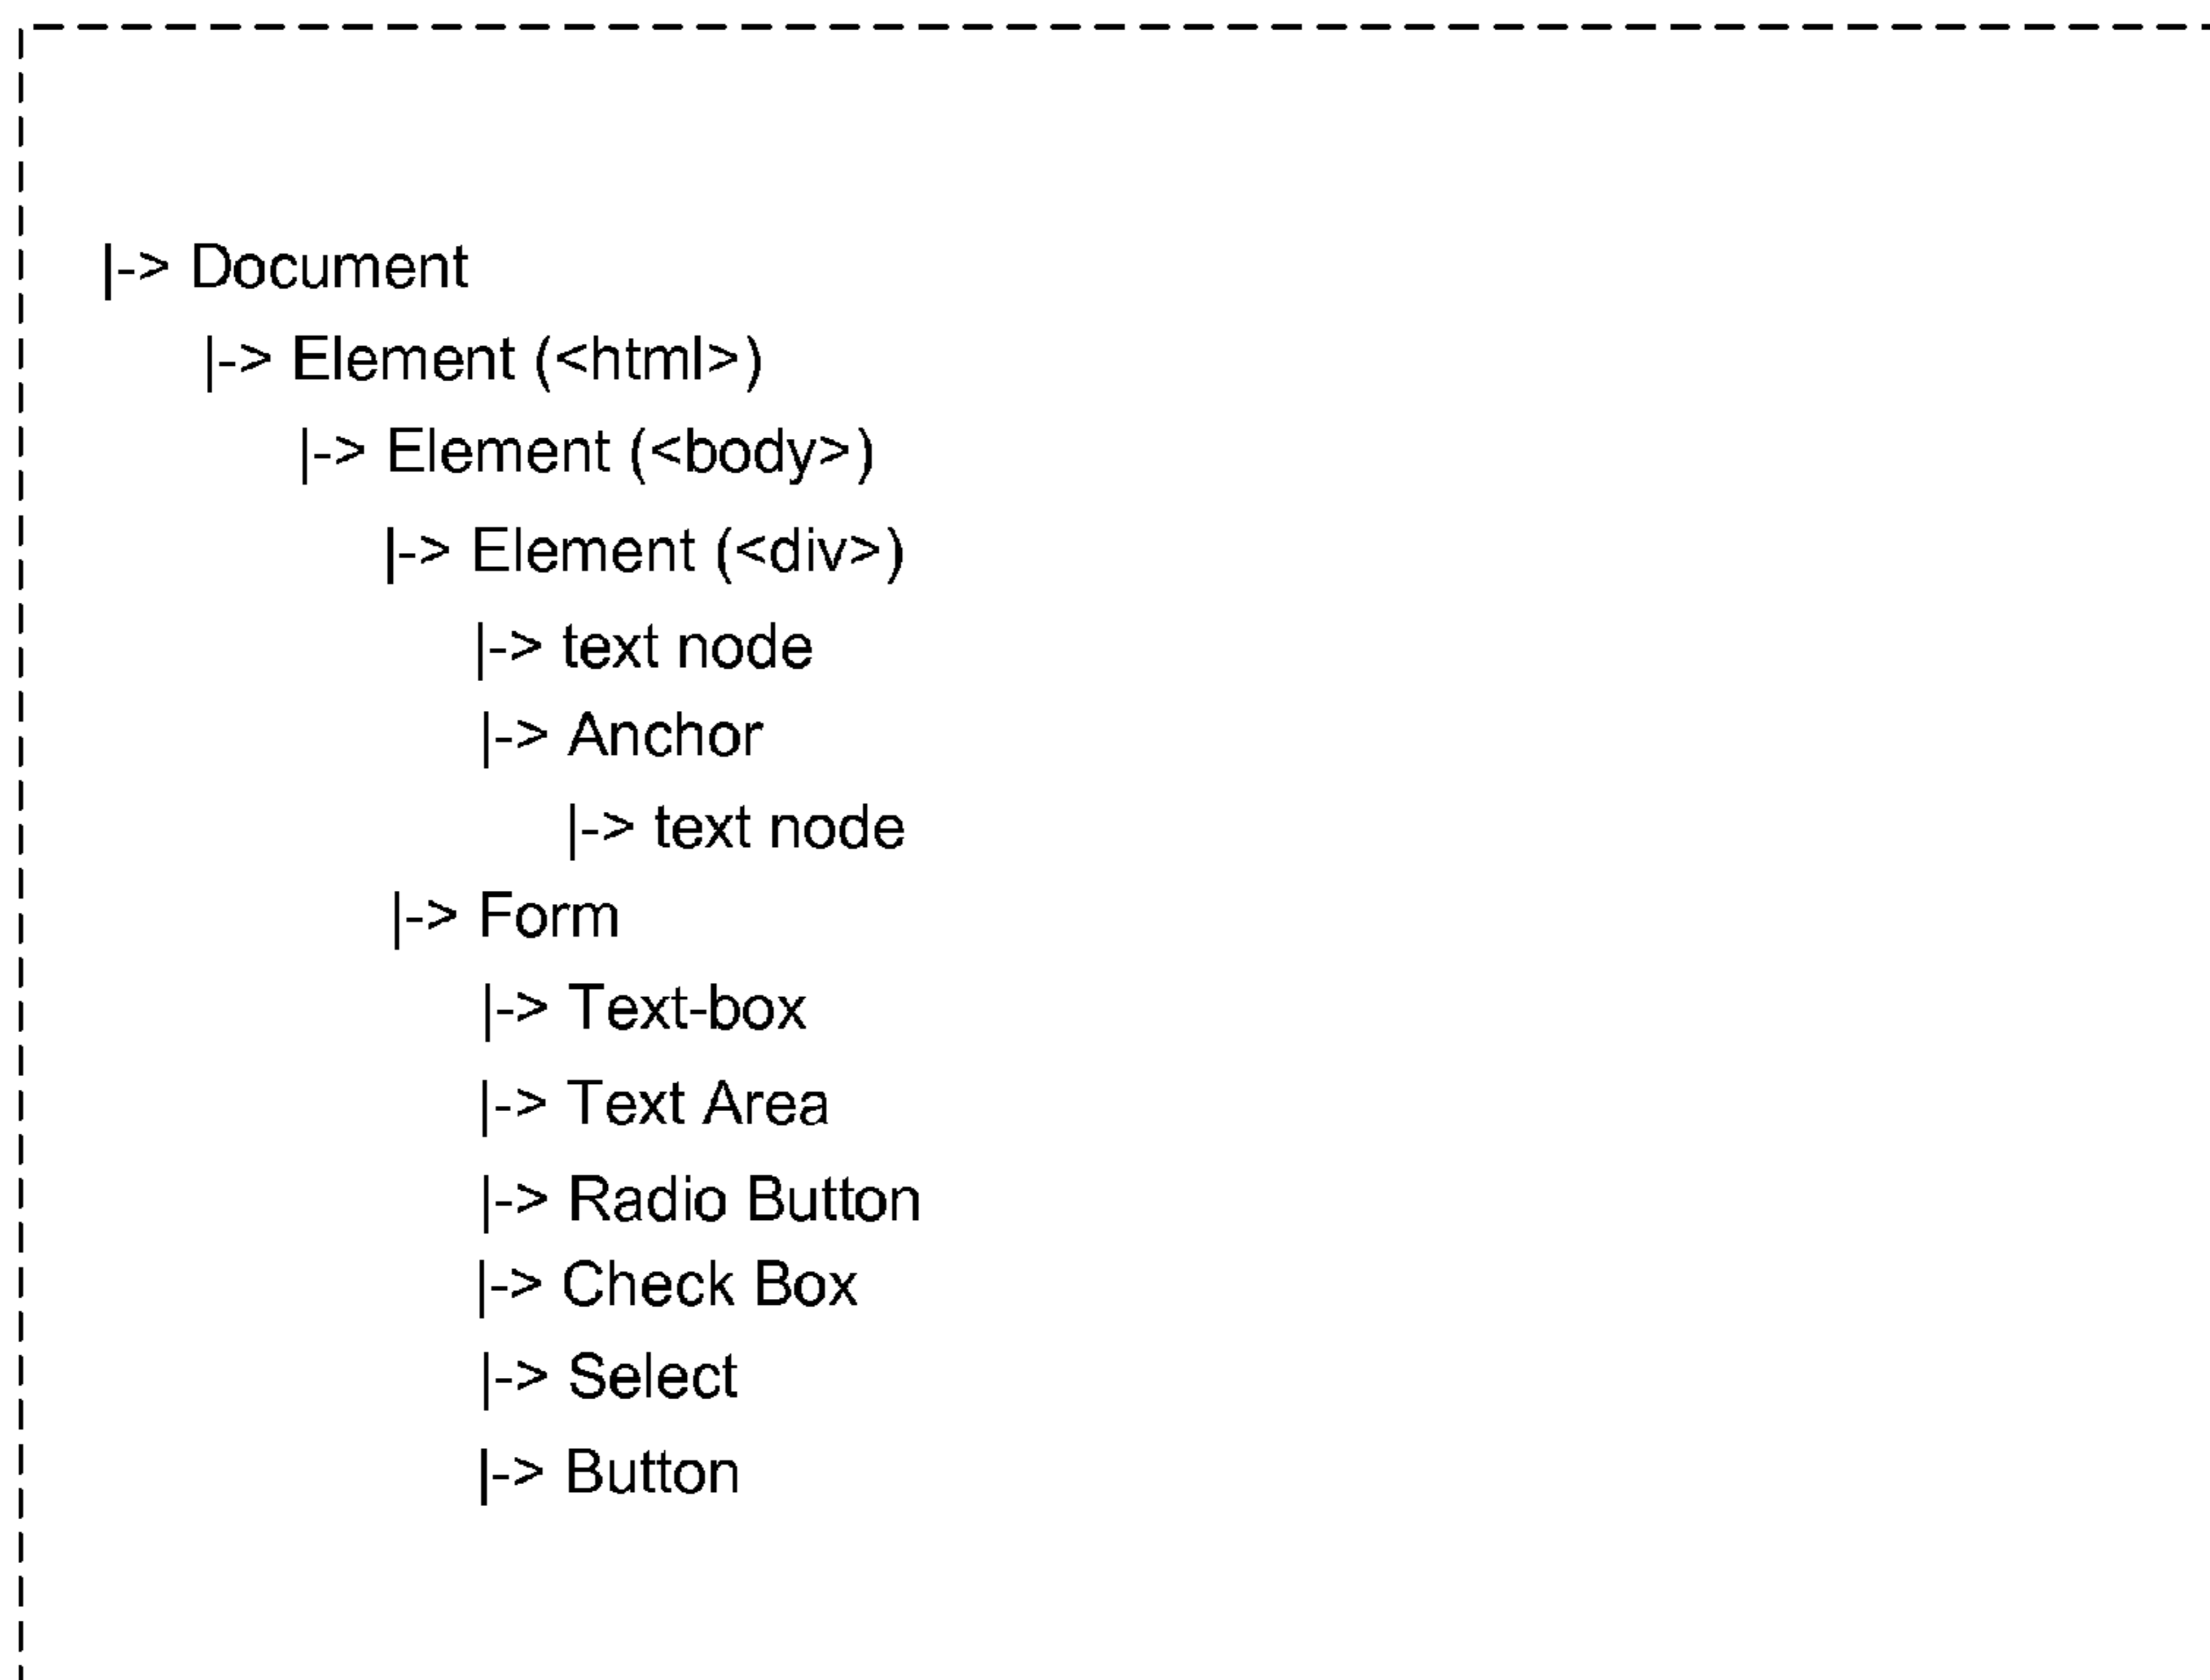 |-> Document
|-> Element (<html>)
|-> Element (<body>)
|-> Element (<div>)
|-> text node
|-> Anchor
|-> text node
|-> Form
|-> Text-box
|-> Text Area
|-> Radio Button
|-> Check Box
|-> Select
|-> Button